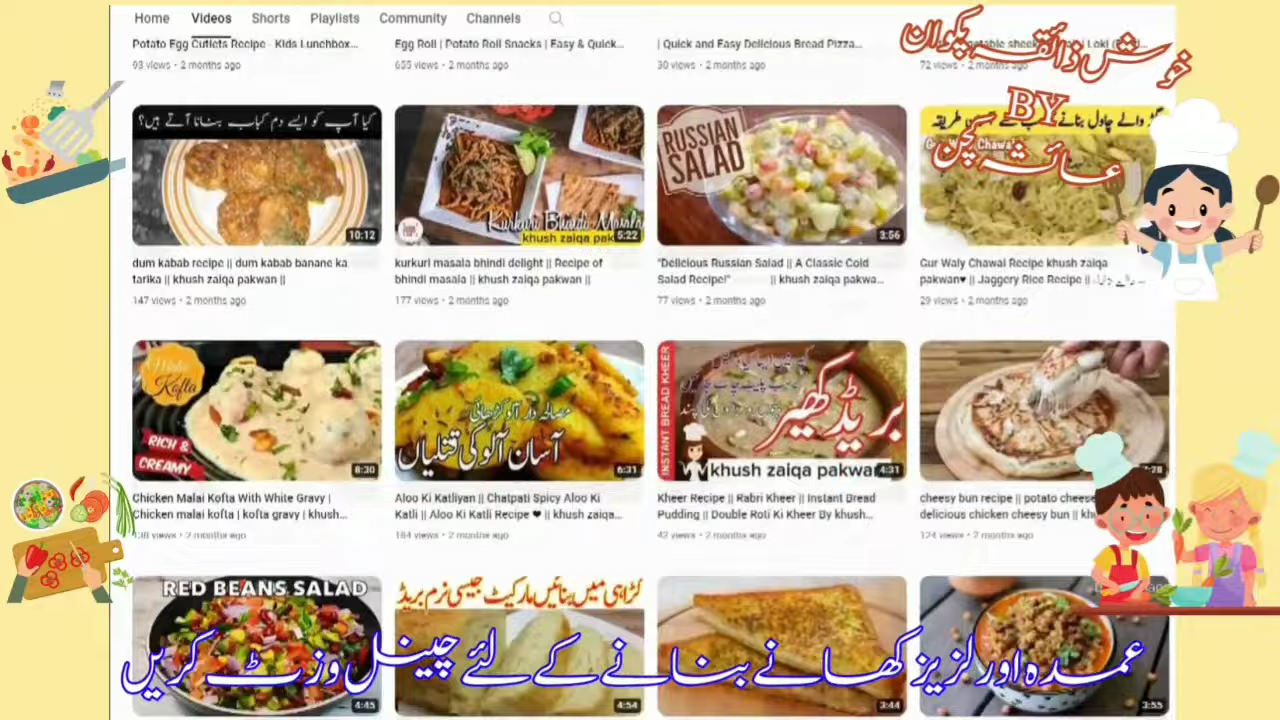 Home Videos Shorts Playlists Community Channels
Potato Egg Cutlets Recipe - Kids Lunchbox...
93 views • 2 months ago
Egg Roll | Potato Roll Snacks | Easy & Quick...
655 views • 2 months ago
| Quick and Easy Delicious Bread Pizza...
30 views • 2 months ago
72 views • 2 months ago
خوش ذائقہ پکوان
BY
عائشہ کچن
کیا آپ کو ایسے دم کباب بنانا آتے ہیں؟
10:12
Kurkuri Bhindi Masala
khush zaiqa pak
5:22
RUSSIAN
SALAD
3:56
dum kabab recipe || dum kabab banane ka
tarika || khush zaiqa pakwan ||
147 views • 2 months ago
kurkuri masala bhindi delight || Recipe of
bhindi masala || khush zaiqa pakwan ||
177 views • 2 months ago
"Delicious Russian Salad || A Classic Cold
Salad Recipe!" || khush zaiqa pakwa...
77 views • 2 months ago
Gur Waly Chawal Recipe khush zaiqa
pakwan♥ || Jaggery Rice Recipe ||
29 views • 2 months ago
Malai
Kofta
RICH &
CREAMY
8:30
مصالحہ دار آلو کڑھائی
آسان آلو کی قتلیاں
6:31
INSTANT BREAD KHEER
بریڈ کھیر
khush zaiqa pakwan
4:31
:28
Chicken Malai Kofta With White Gravy |
Chicken malai kofta | kofta gravy | khush...
138 views • 2 months ago
Aloo Ki Katliyan || Chatpati Spicy Aloo Ki
Katli || Aloo Ki Katli Recipe ❤ || khush zaiqa...
184 views • 2 months ago
Kheer Recipe || Rabri Kheer || Instant Bread
Pudding || Double Roti Ki Kheer By khush...
42 views • 2 months ago
cheesy bun recipe || potato cheese
delicious chicken cheesy bun ||
124 views • 2 months ago
RED BEANS SALAD
4:45
کڑاہی میں بنائیں مارکیٹ جیسی نرم بریڈ
4:54
3:44
3:55
عمدہ اور لزیز کھانے بنانے کے لئے چینل وزٹ کریں